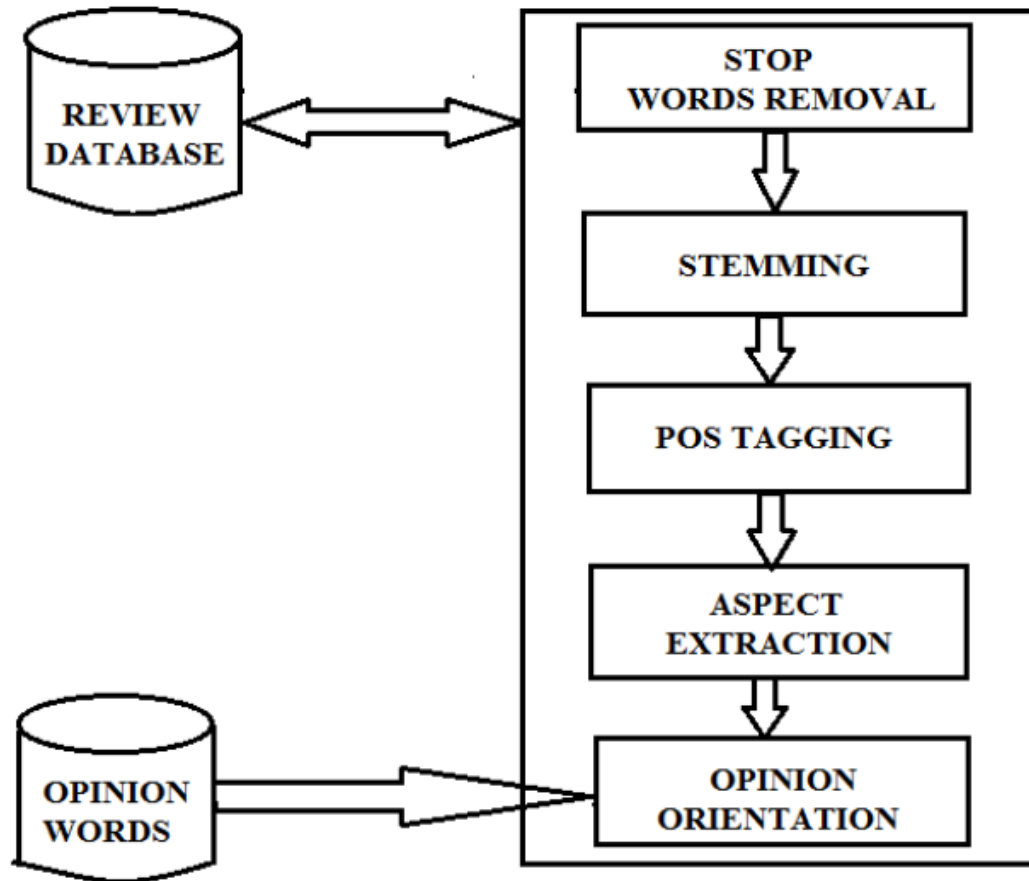 REVIEW
DATABASE
STOP
WORDS REMOVAL
STEMMING
POS TAGGING
ASPECT
EXTRACTION
OPINION
WORDS
OPINION
ORIENTATION